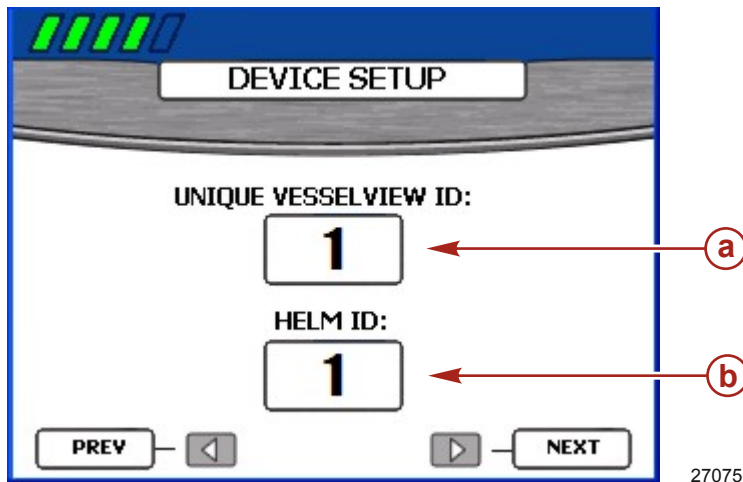 DEVICE SETUP
UNIQUE VESSELVIEW ID:
1
a
HELM ID:
1
b
PREV
NEXT
27075